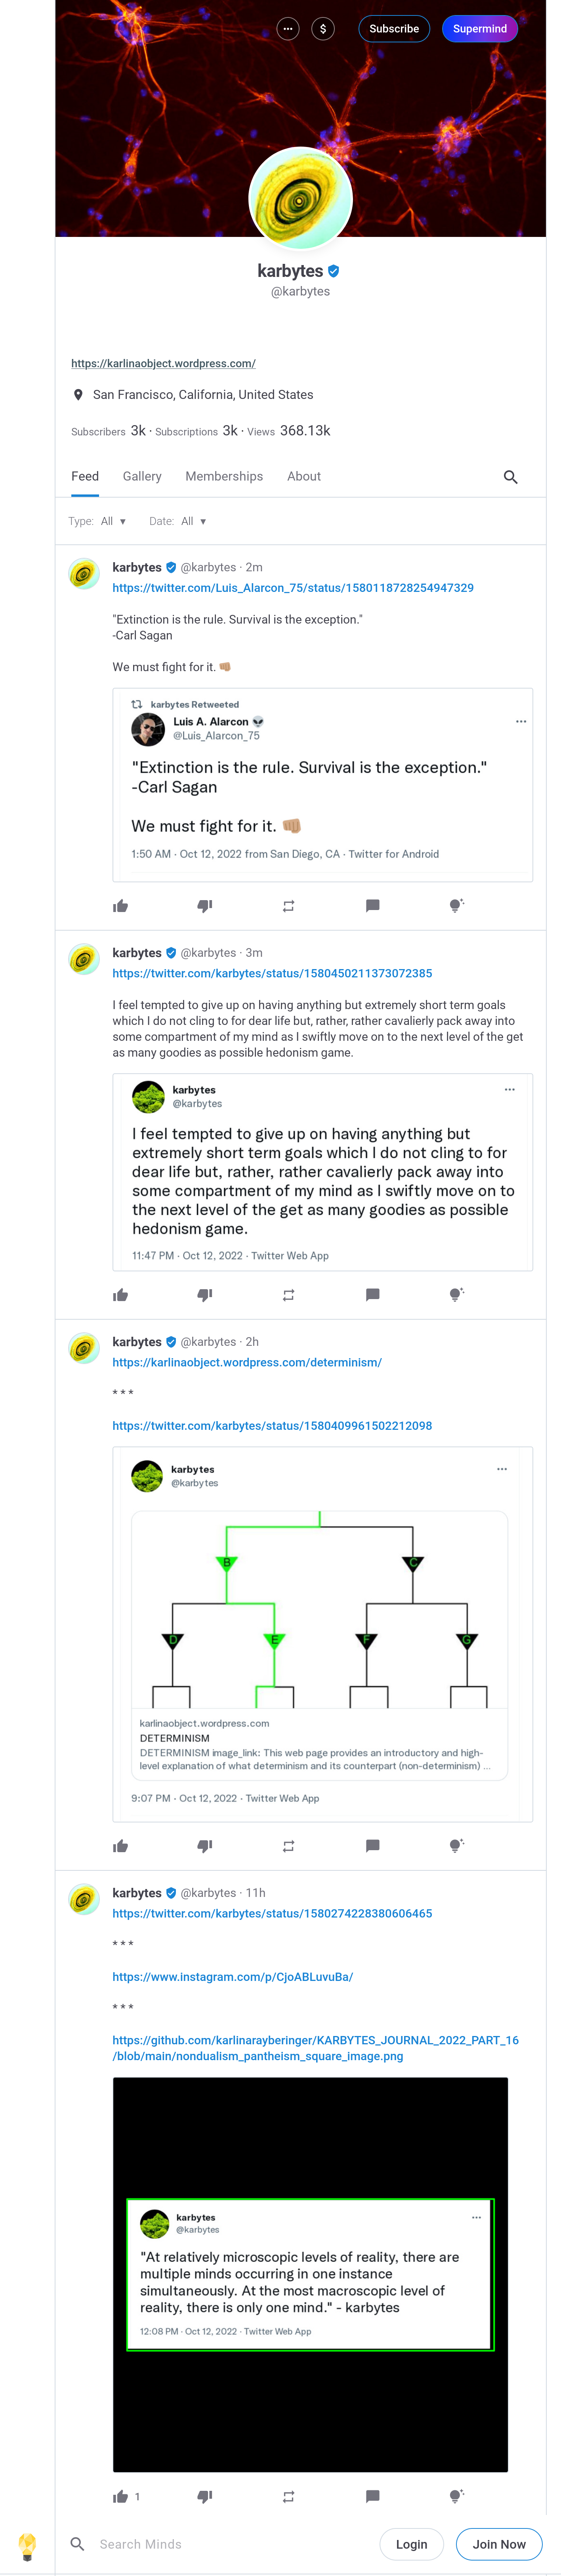 Subscribe
Supermind
karbytes
@karbytes
https://karlinaobject.wordpress.com/
San Francisco, California, United States
Subscribers 3k · Subscriptions 3k · Views 368.13k
Feed Gallery Memberships About
Type: All ▾ Date: All ▾
karbytes @karbytes · 2m
https://twitter.com/Luis_Alarcon_75/status/1580118728254947329
"Extinction is the rule. Survival is the exception."
-Carl Sagan
We must fight for it. 👊🏽
karbytes Retweeted
Luis A. Alarcon 👽
@Luis_Alarcon_75
"Extinction is the rule. Survival is the exception."
-Carl Sagan
We must fight for it. 👊🏽
1:50 AM · Oct 12, 2022 from San Diego, CA · Twitter for Android
karbytes @karbytes · 3m
https://twitter.com/karbytes/status/1580450211373072385
I feel tempted to give up on having anything but extremely short term goals
which I do not cling to for dear life but, rather, rather cavalierly pack away into
some compartment of my mind as I swiftly move on to the next level of the get
as many goodies as possible hedonism game.
karbytes
@karbytes
I feel tempted to give up on having anything but
extremely short term goals which I do not cling to for
dear life but, rather, rather cavalierly pack away into
some compartment of my mind as I swiftly move on to
the next level of the get as many goodies as possible
hedonism game.
11:47 PM · Oct 12, 2022 · Twitter Web App
karbytes @karbytes · 2h
https://karlinaobject.wordpress.com/determinism/
* * *
https://twitter.com/karbytes/status/1580409961502212098
karbytes
@karbytes
B C
D E F G
karlinaobject.wordpress.com
DETERMINISM
DETERMINISM image_link: This web page provides an introductory and high-
level explanation of what determinism and its counterpart (non-determinism) ...
9:07 PM · Oct 12, 2022 · Twitter Web App
karbytes @karbytes · 11h
https://twitter.com/karbytes/status/1580274228380606465
* * *
https://www.instagram.com/p/CjoABLuvuBa/
* * *
https://github.com/karlinarayberinger/KARBYTES_JOURNAL_2022_PART_16
/blob/main/nondualism_pantheism_square_image.png
karbytes
@karbytes
"At relatively microscopic levels of reality, there are
multiple minds occurring in one instance
simultaneously. At the most macroscopic level of
reality, there is only one mind." - karbytes
12:08 PM · Oct 12, 2022 · Twitter Web App
1
Search Minds
Login
Join Now